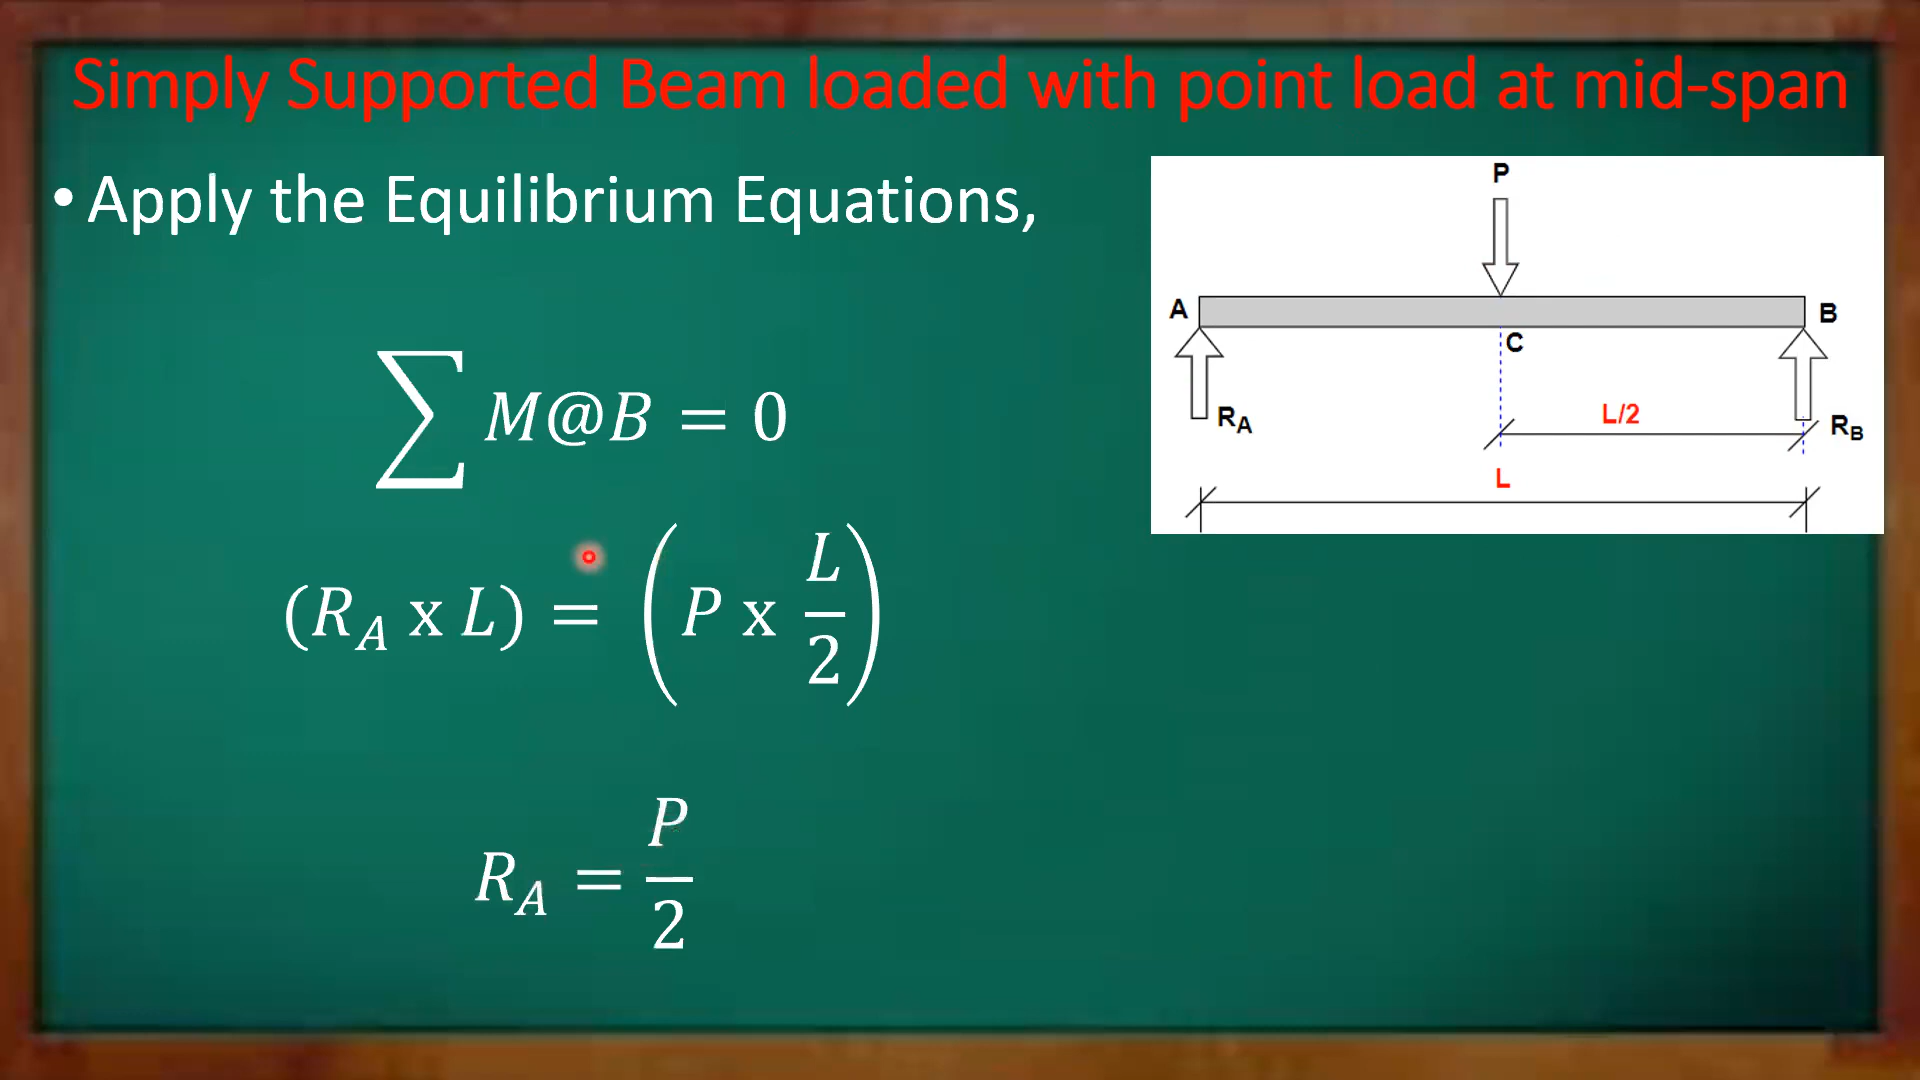 Simply Supported Beam loaded with point load at mid-span
• Apply the Equilibrium Equations,
∑ M@B = 0
(R_A x L) = (P x L/2)
R_A = P/2
P
A
B
C
R_A
L/2
R_B
L